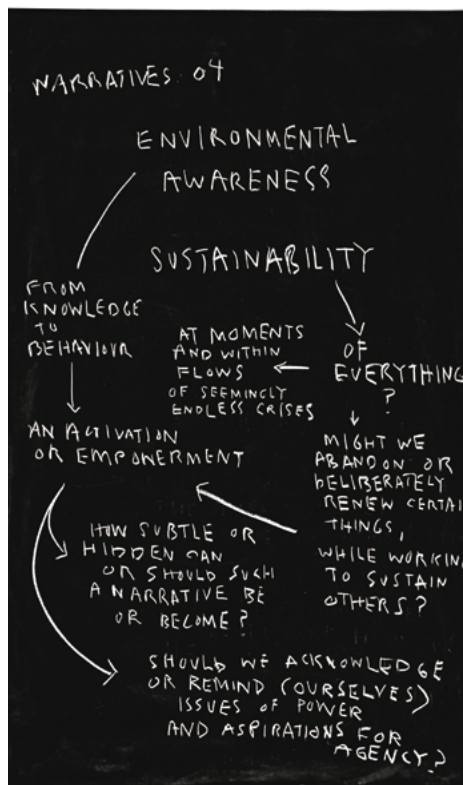 NARRATIVES 04
ENVIRONMENTAL
AWARENESS
SUSTAINABILITY
FROM
KNOWLEDGE
TO
BEHAVIOUR
AT MOMENTS
AND WITHIN
FLOWS
OF SEEMINGLY
ENDLESS CRISES
OF
EVERYTHING
?
AN ACTIVATION
OR EMPOWERMENT
MIGHT WE
ABANDON OR
DELIBERATELY
RENEW CERTAI
THINGS,
WHILE WORKING
TO SUSTAIN
OTHERS?
HOW SUBTLE OR
HIDDEN CAN
OR SHOULD SUCH
A NARRATIVE BE
OR BECOME?
SHOULD WE ACKNOWLEDGE
OR REMIND (OURSELVES)
ISSUES OF POWER
AND ASPIRATIONS FOR
AGENCY?